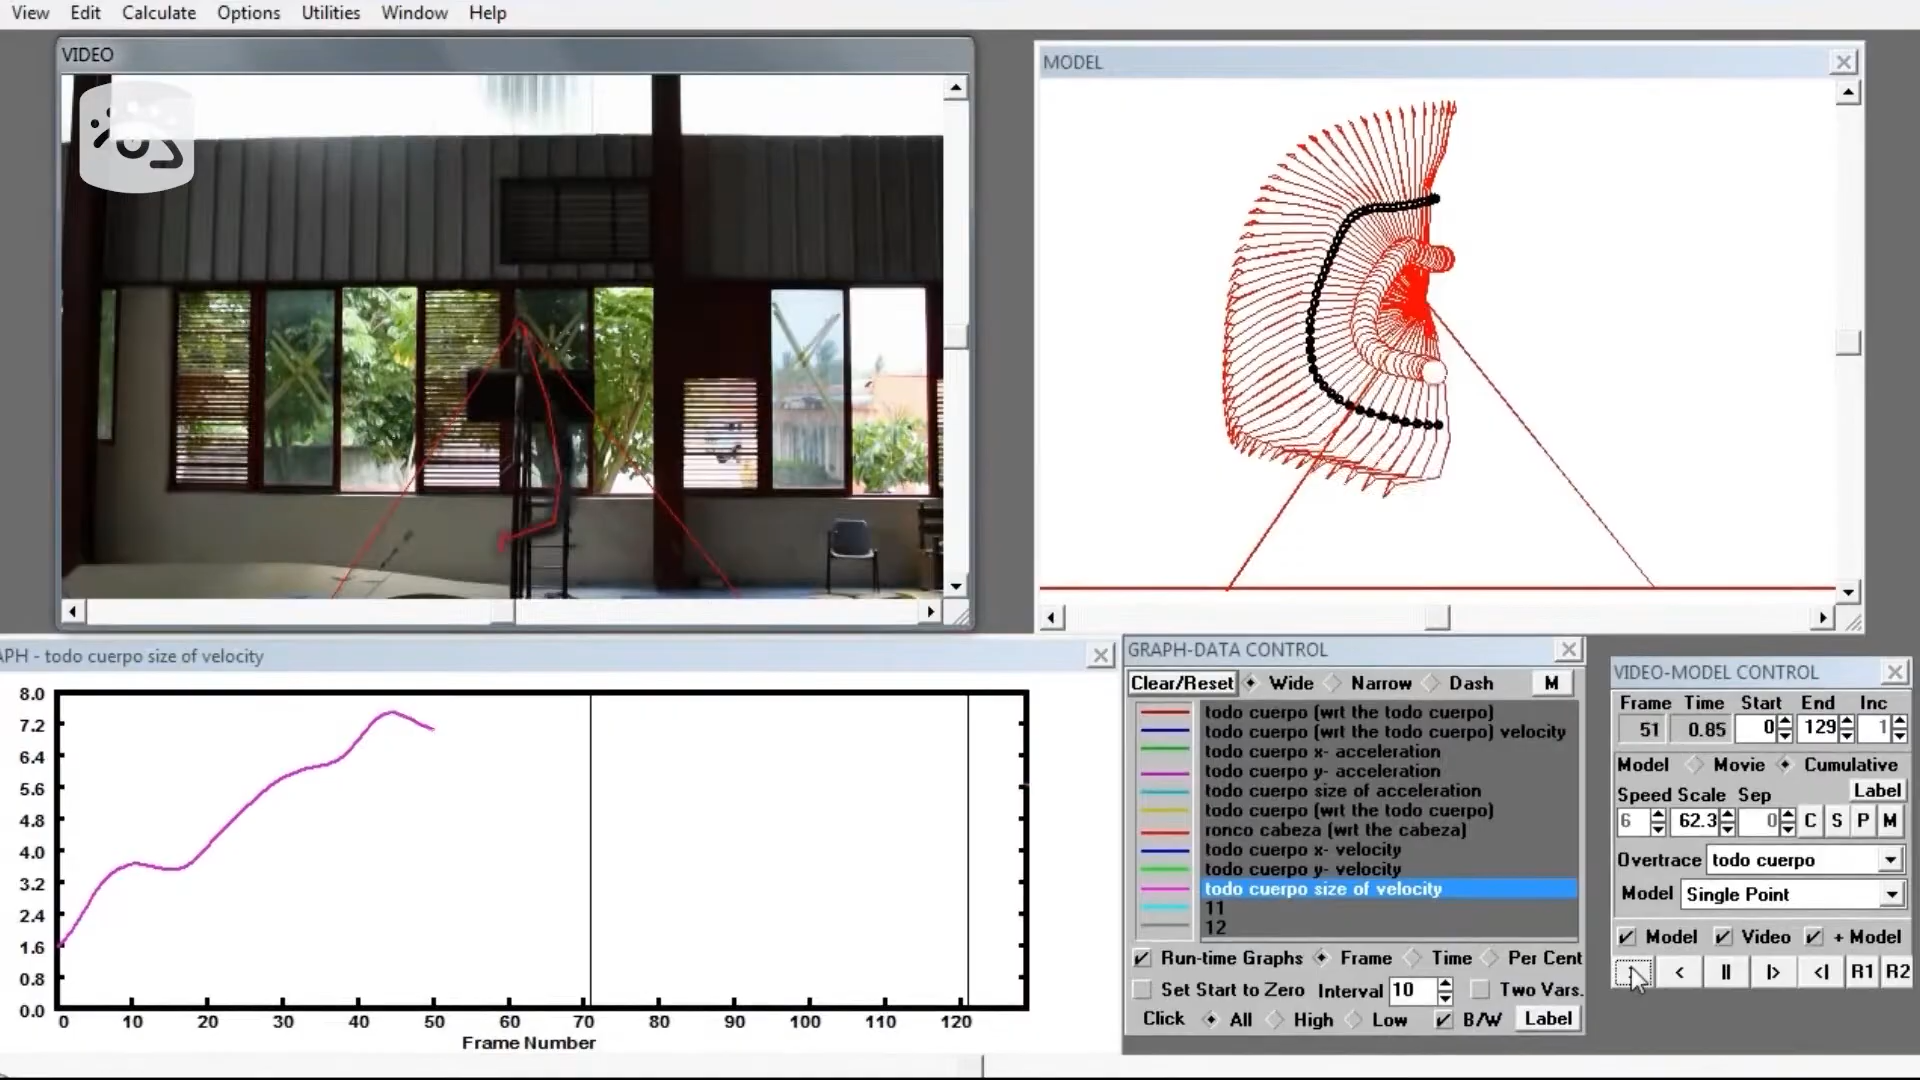 View Edit Calculate Options Utilities Window Help
VIDEO
MODEL
APH - todo cuerpo size of velocity
8.0
7.2
6.4
5.6
4.8
4.0
3.2
2.4
1.6
0.8
0.0
0 10 20 30 40 50 60 70 80 90 100 110 120
Frame Number
GRAPH-DATA CONTROL
Clear/Reset Wide Narrow Dash M
todo cuerpo (wrt the todo cuerpo)
todo cuerpo (wrt the todo cuerpo) velocity
todo cuerpo x- acceleration
todo cuerpo y- acceleration
todo cuerpo size of acceleration
todo cuerpo (wrt the todo cuerpo)
ronco cabeza (wrt the cabeza)
todo cuerpo x- velocity
todo cuerpo y- velocity
todo cuerpo size of velocity
11
12
Run-time Graphs Frame Time Per Cent
Set Start to Zero Interval 10 Two Vars.
Click All High Low B/W Label
VIDEO-MODEL CONTROL
Frame Time Start End Inc
51 0.85 0 129 1
Model Movie Cumulative
Speed Scale Sep Label
6 62.3 0 C S P M
Overtrace todo cuerpo
Model Single Point
Model Video + Model
< II |> <| R1 R2